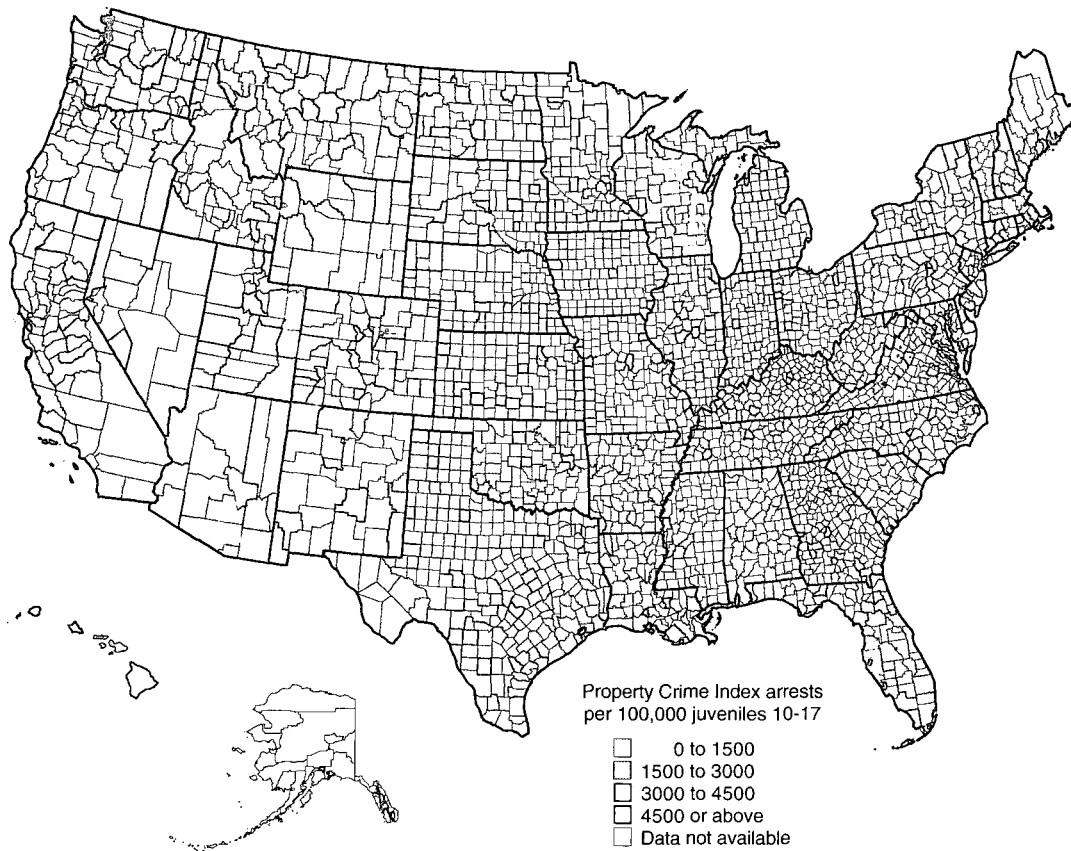 Property Crime Index arrests
per 100,000 juveniles 10-17
0 to 1500
1500 to 3000
3000 to 4500
4500 or above
Data not available